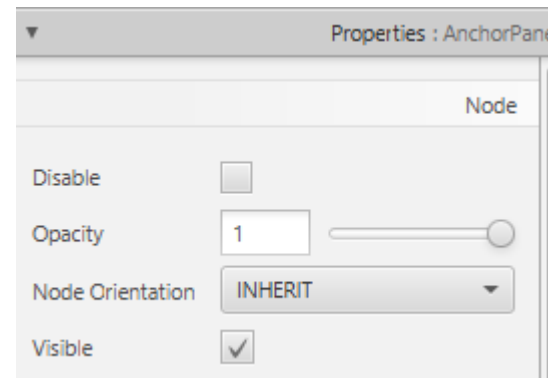 Properties : AnchorPane
Node
Disable
Opacity 1
Node Orientation INHERIT
Visible